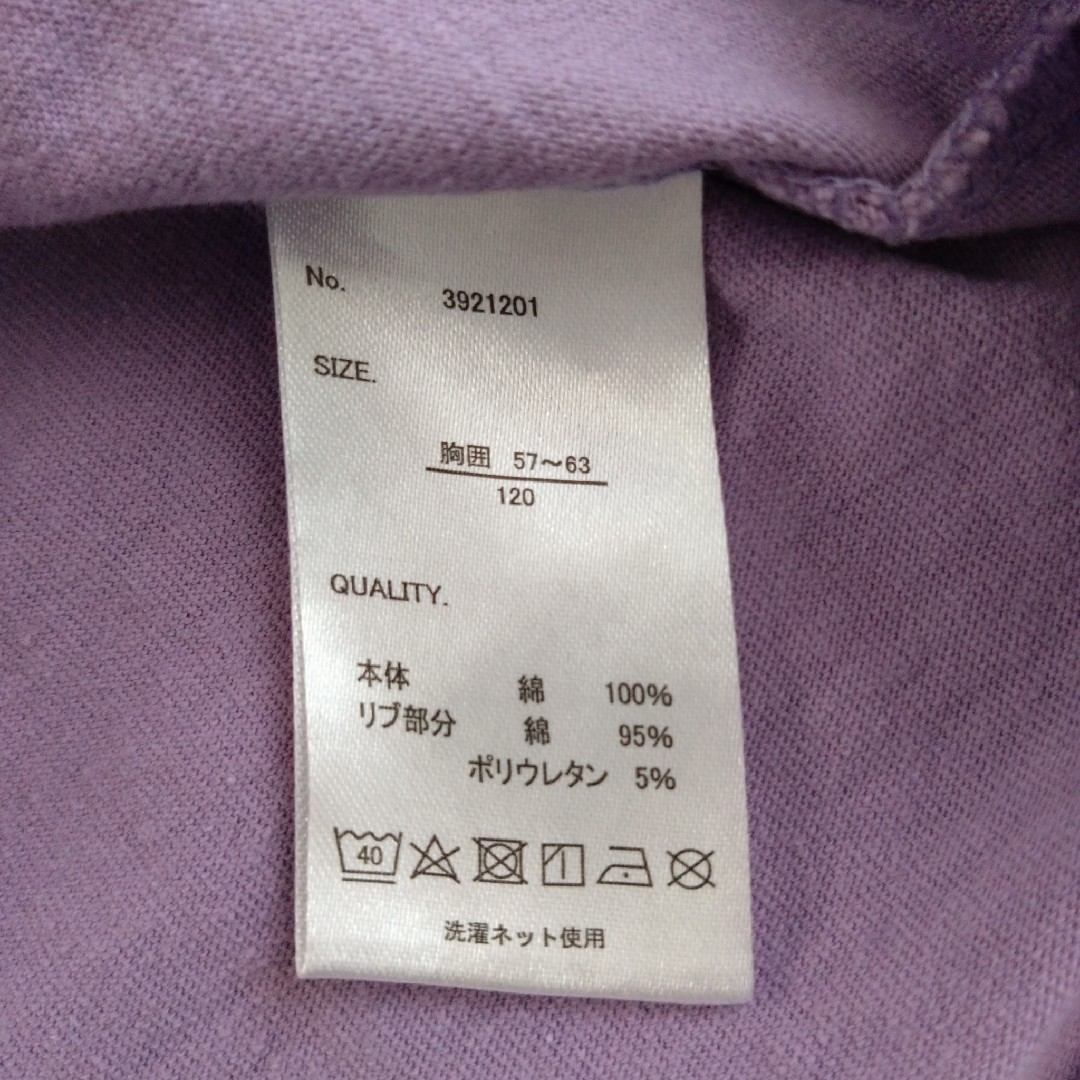 No. 3921201
SIZE.
胸囲 57〜63
120
QUALITY.
本体 綿 100%
リブ部分 綿 95%
ポリウレタン 5%
40
洗濯ネット使用